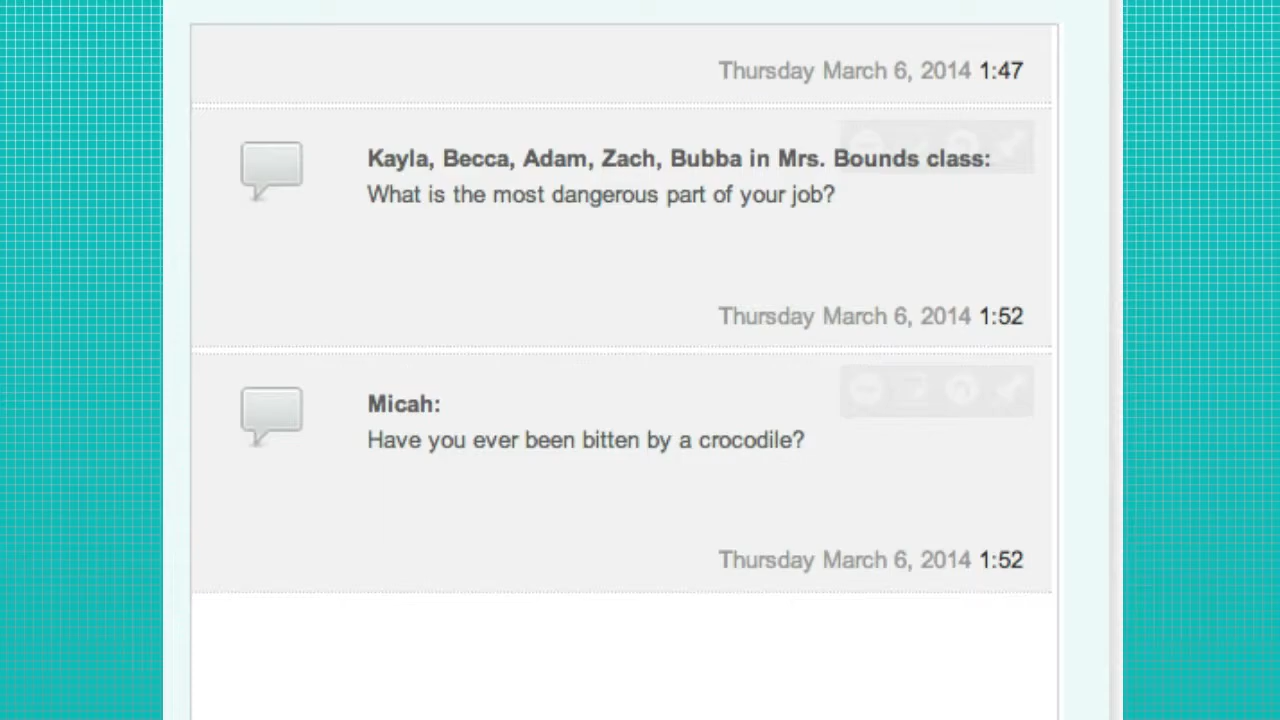 Thursday March 6, 2014 1:47
Kayla, Becca, Adam, Zach, Bubba in Mrs. Bounds class:
What is the most dangerous part of your job?
Thursday March 6, 2014 1:52
Micah:
Have you ever been bitten by a crocodile?
Thursday March 6, 2014 1:52